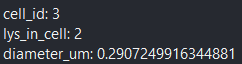 cell_id: 3
lys_in_cell: 2
diameter_um: 0.2907249916344881